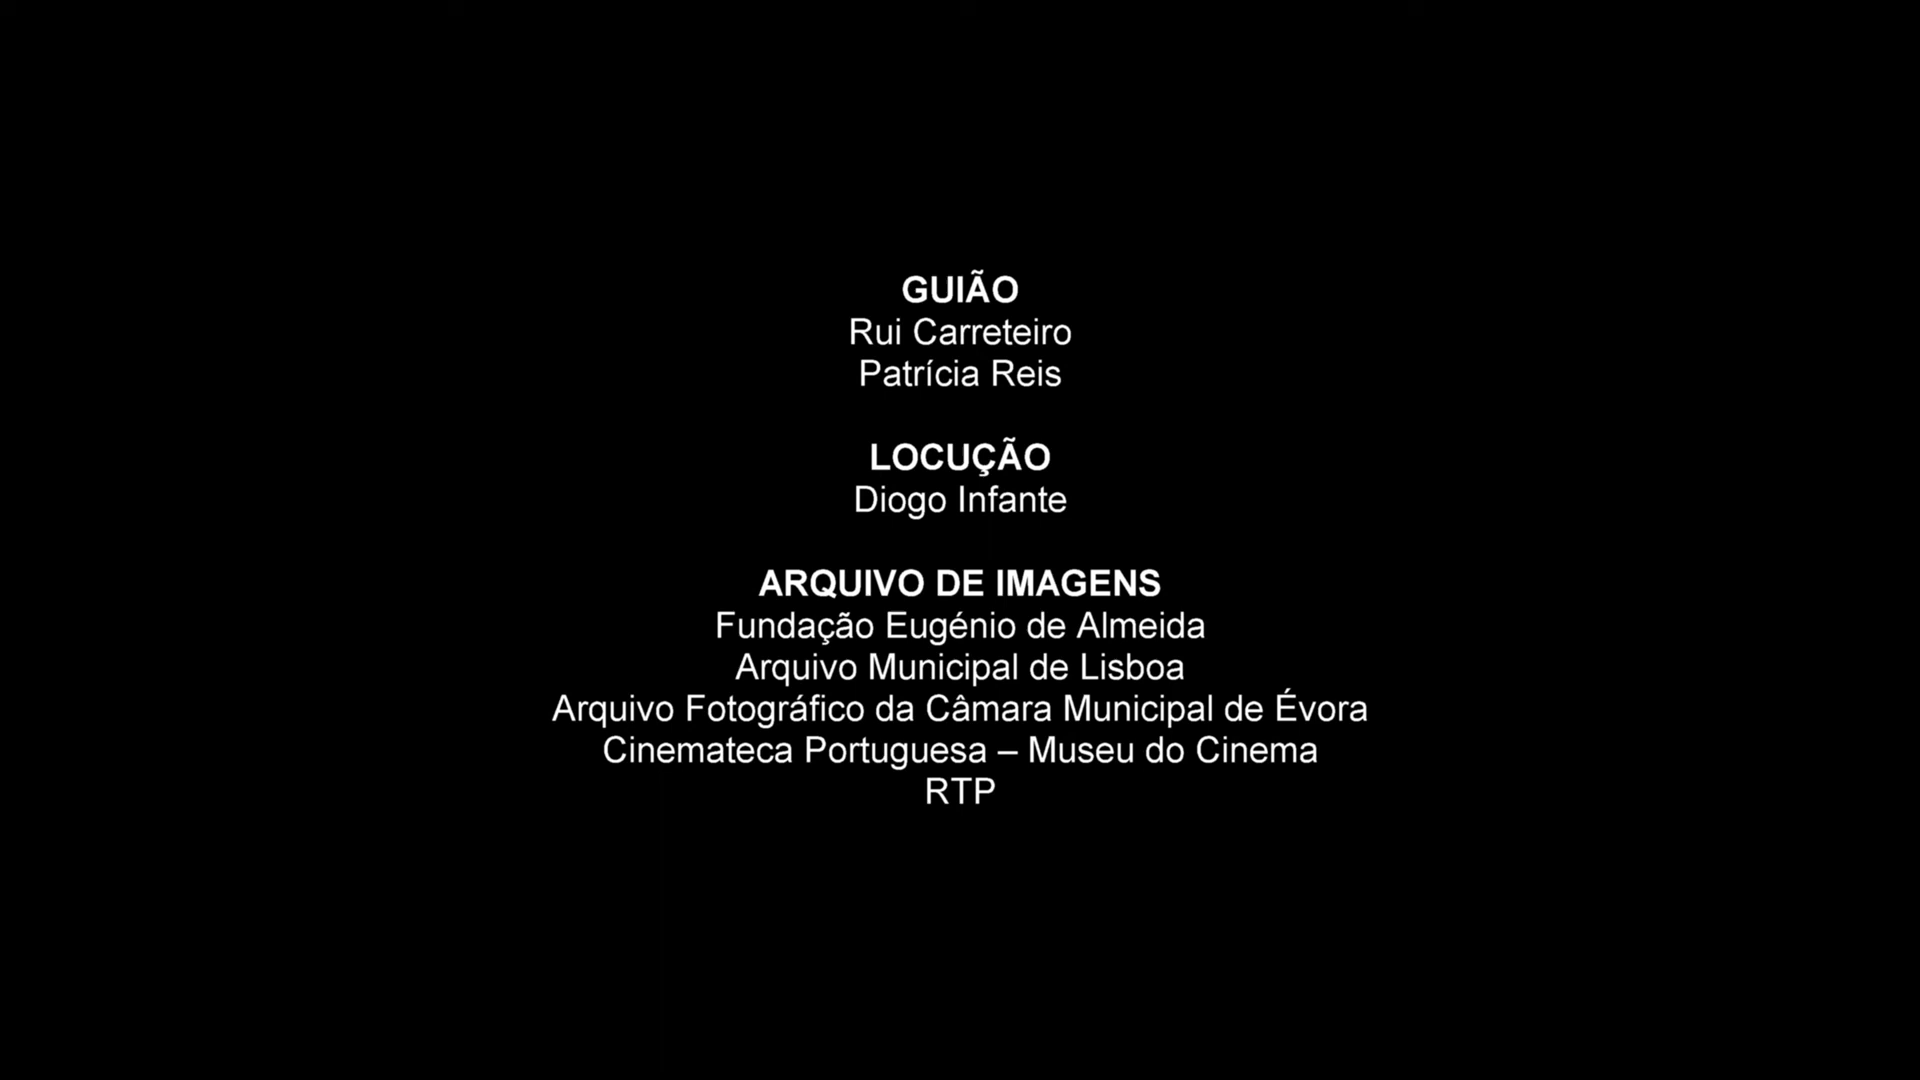 GUIÃO
Rui Carreteiro
Patrícia Reis
LOCUÇÃO
Diogo Infante
ARQUIVO DE IMAGENS
Fundação Eugénio de Almeida
Arquivo Municipal de Lisboa
Arquivo Fotográfico da Câmara Municipal de Évora
Cinemateca Portuguesa – Museu do Cinema
RTP